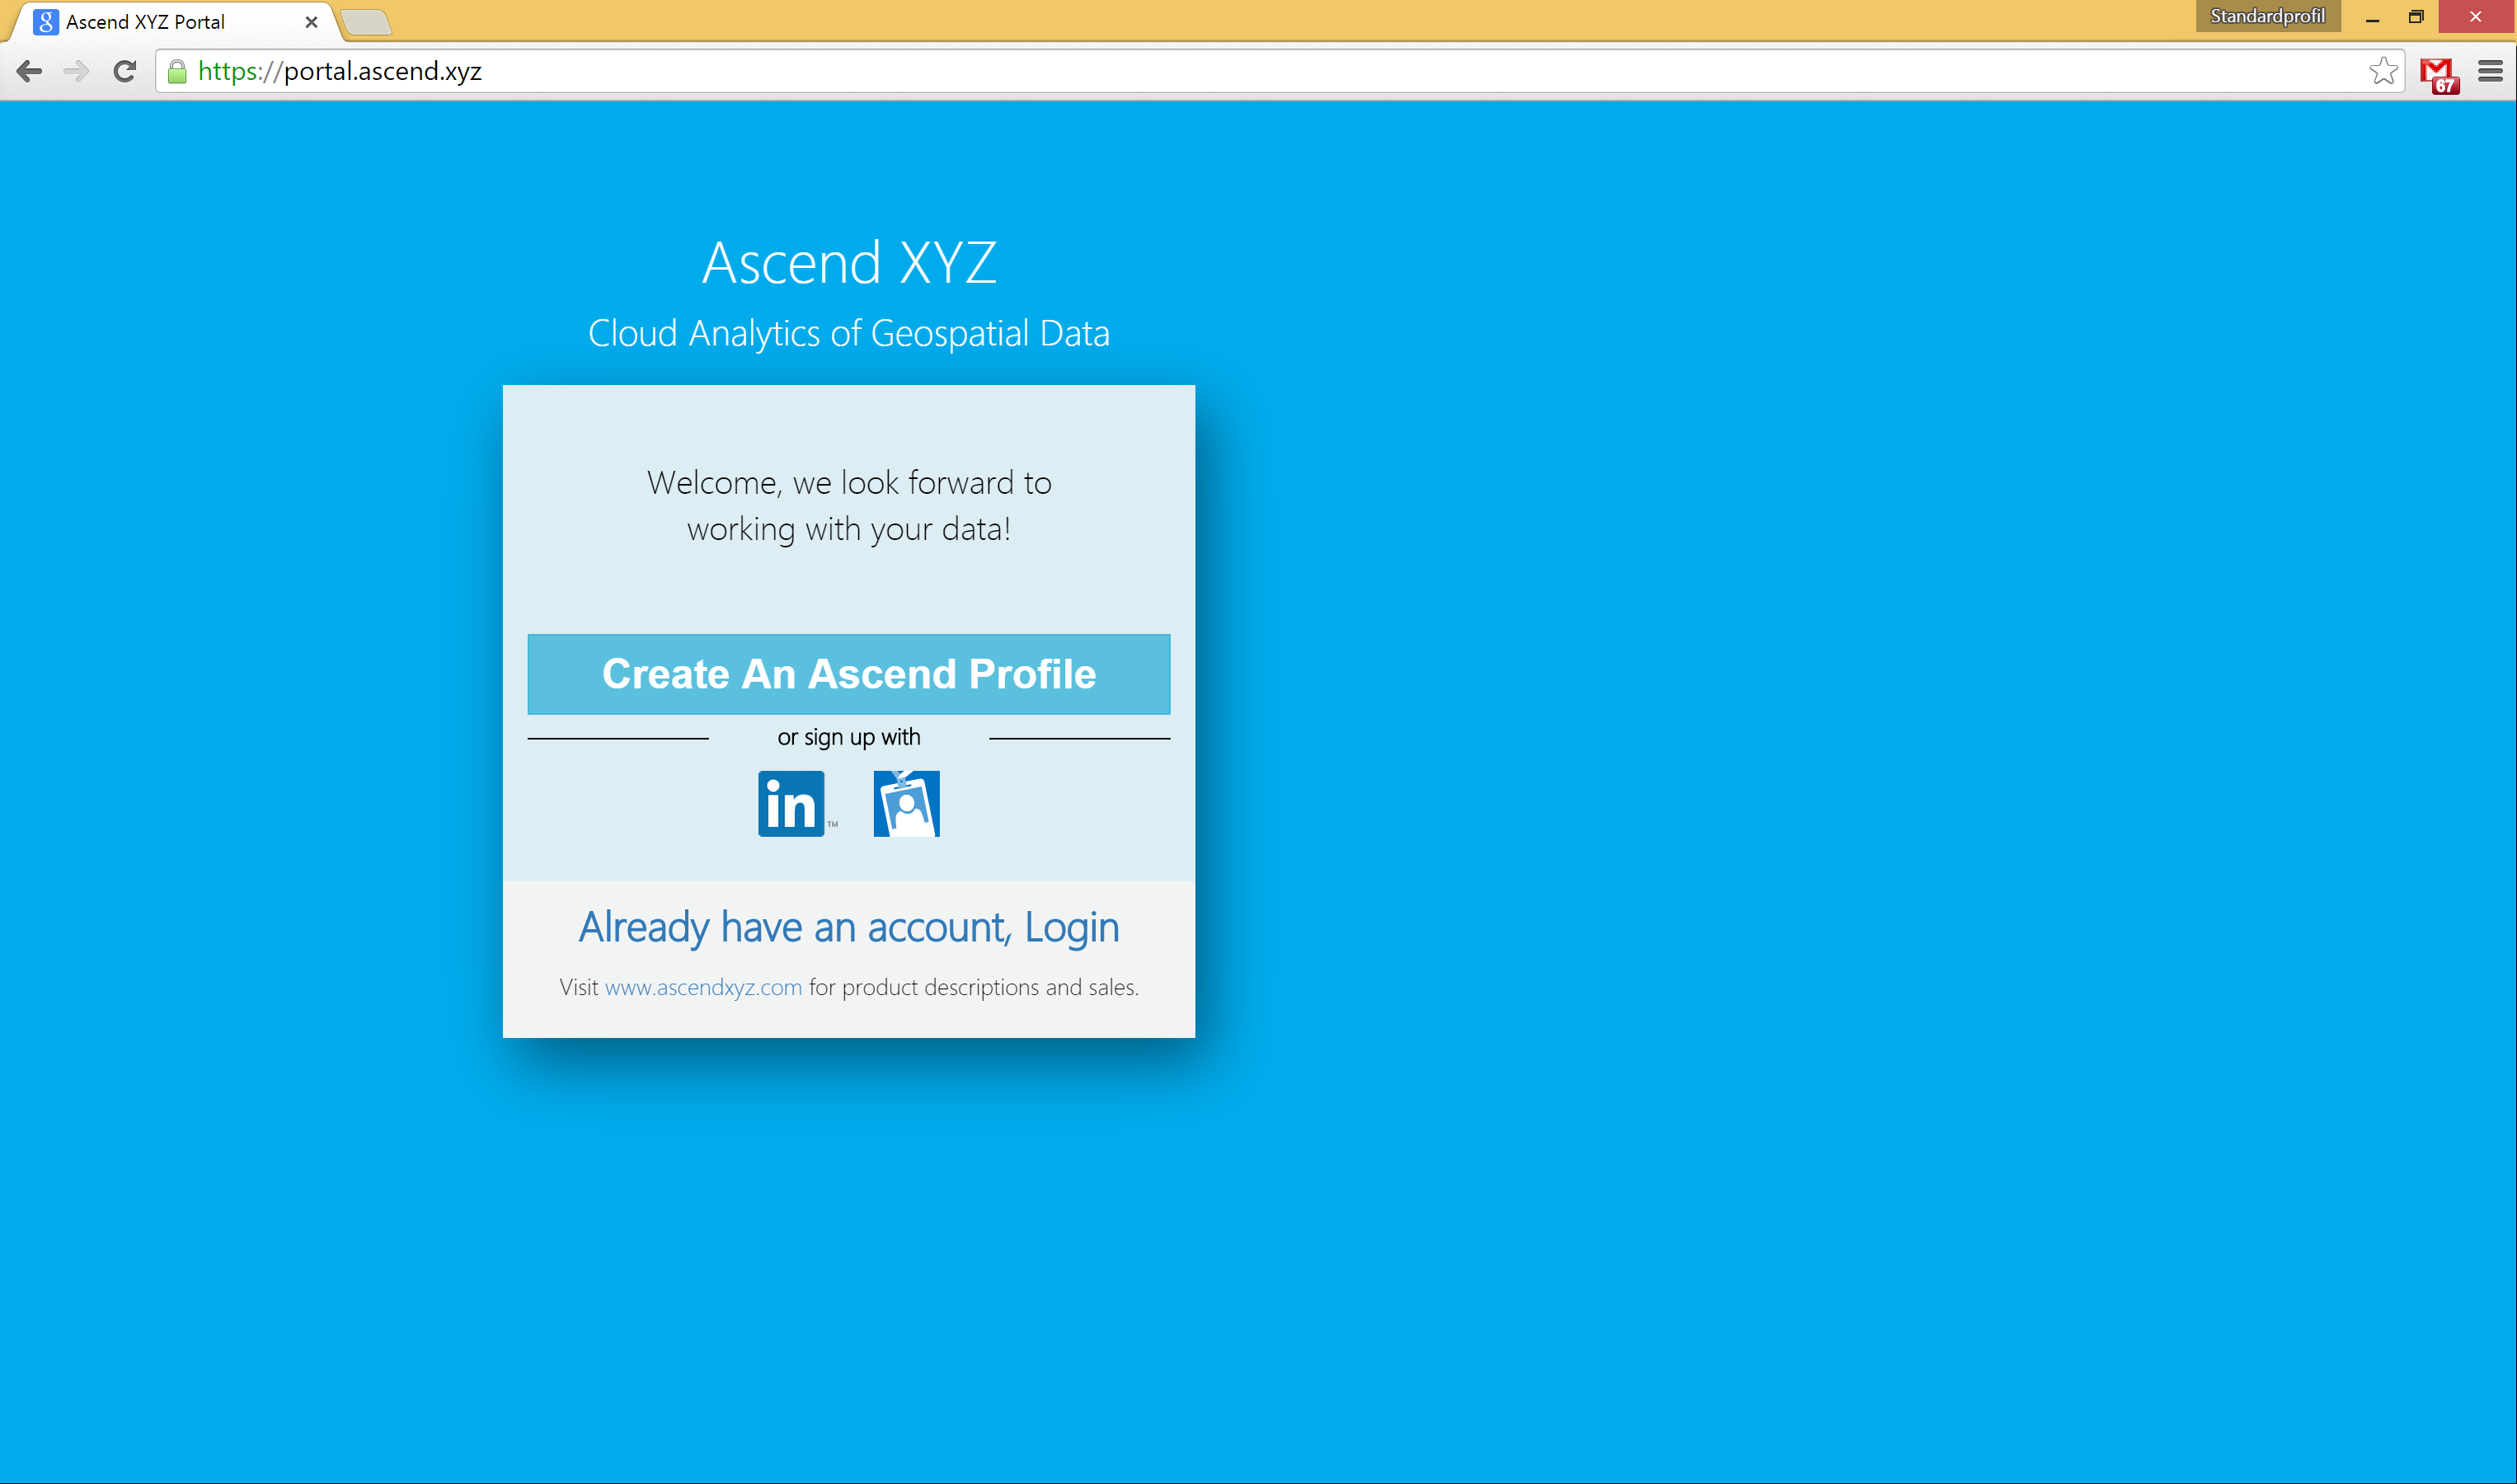 Ascend XYZ Portal
Standardprofil
https://portal.ascend.xyz
67
Ascend XYZ
Cloud Analytics of Geospatial Data
Welcome, we look forward to
working with your data!
Create An Ascend Profile
or sign up with
in TM
Already have an account, Login
Visit www.ascendxyz.com for product descriptions and sales.